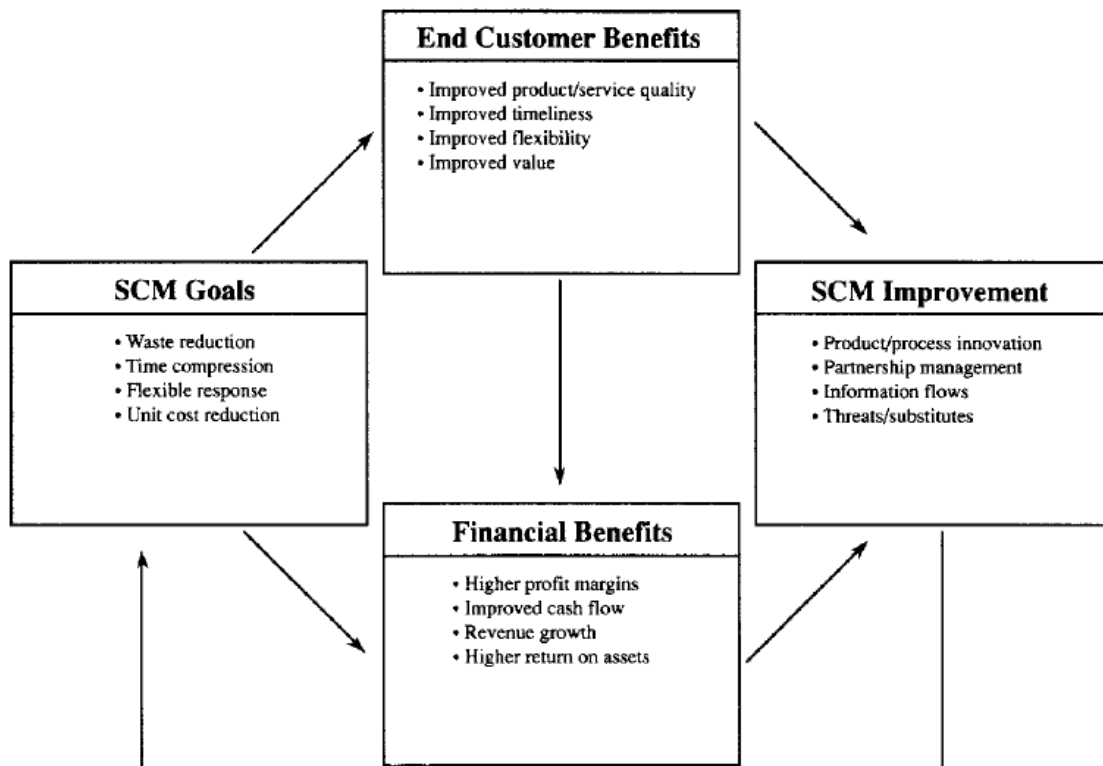 End Customer Benefits
• Improved product/service quality
• Improved timeliness
• Improved flexibility
• Improved value
SCM Goals
• Waste reduction
• Time compression
• Flexible response
• Unit cost reduction
SCM Improvement
• Product/process innovation
• Partnership management
• Information flows
• Threats/substitutes
Financial Benefits
• Higher profit margins
• Improved cash flow
• Revenue growth
• Higher return on assets